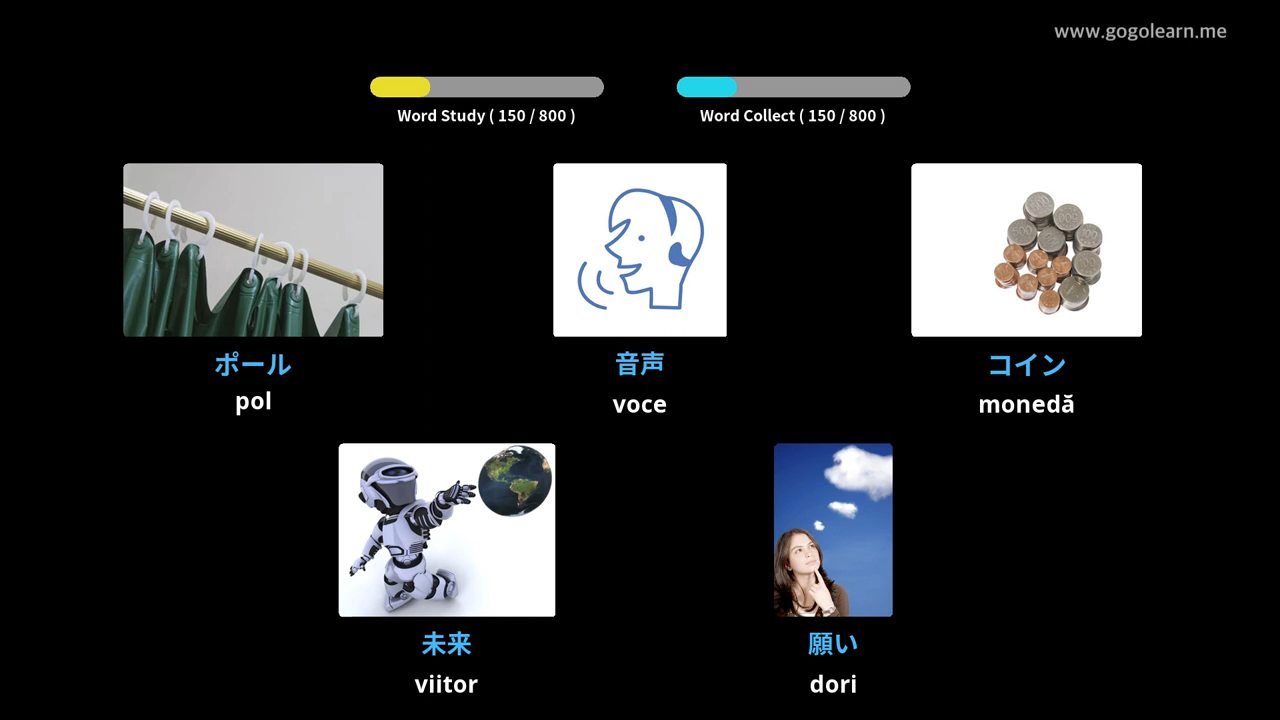 www.gogolearn.me
Word Study ( 150 / 800 )
Word Collect ( 150 / 800 )
ポール
pol
音声
voce
コイン
monedă
未来
viitor
願い
dori